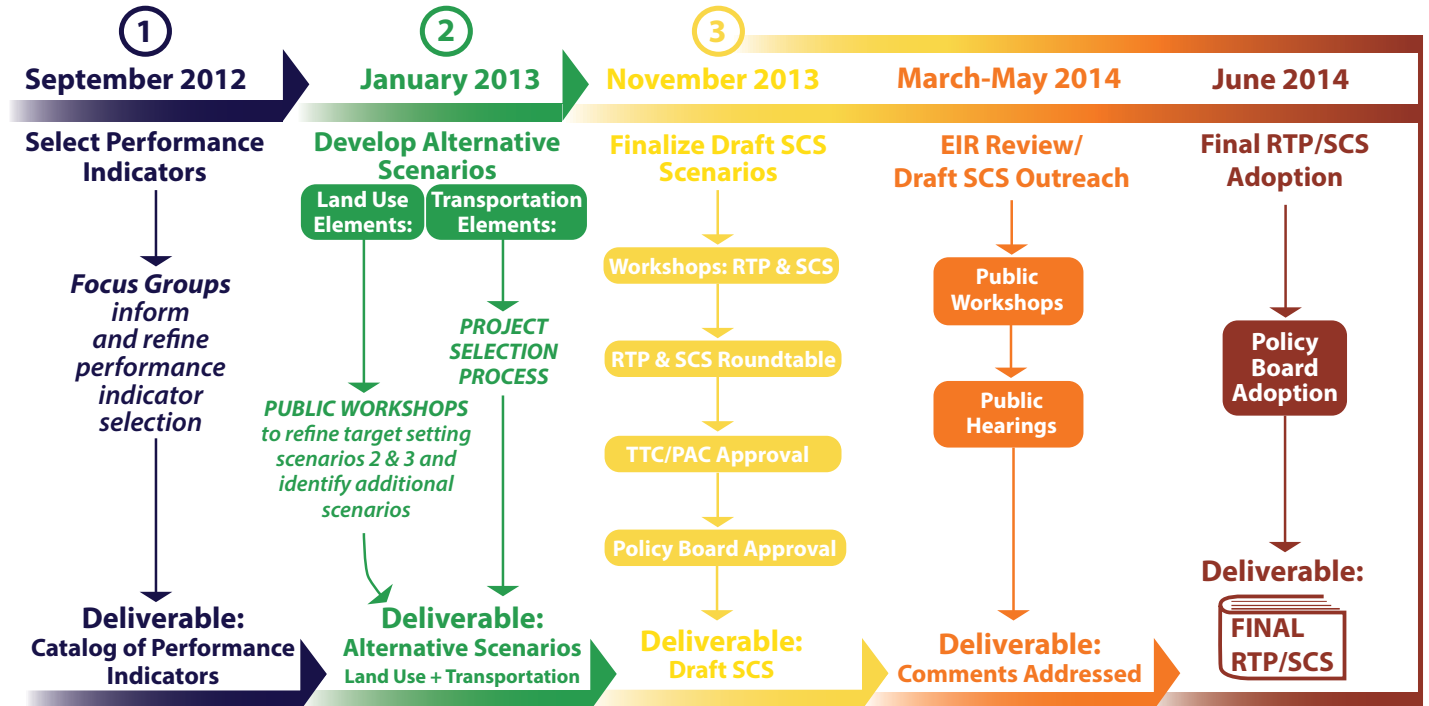 1
September 2012
Select Performance
Indicators
Focus Groups
inform
and refine
performance
indicator
selection
Deliverable:
Catalog of Performance
Indicators
2
January 2013
Develop Alternative
Scenarios
Land Use
Elements:
PUBLIC WORKSHOPS
to refine target setting
scenarios 2 & 3 and
identify additional
scenarios
Transportation
Elements:
PROJECT
SELECTION
PROCESS
Deliverable:
Alternative Scenarios
Land Use + Transportation
3
November 2013
Finalize Draft SCS
Scenarios
Workshops: RTP & SCS
RTP & SCS Roundtable
TTC/PAC Approval
Policy Board Approval
Deliverable:
Draft SCS
March-May 2014
EIR Review/
Draft SCS Outreach
Public
Workshops
Public
Hearings
Deliverable:
Comments Addressed
June 2014
Final RTP/SCS
Adoption
Policy
Board
Adoption
Deliverable:
FINAL
RTP/SCS